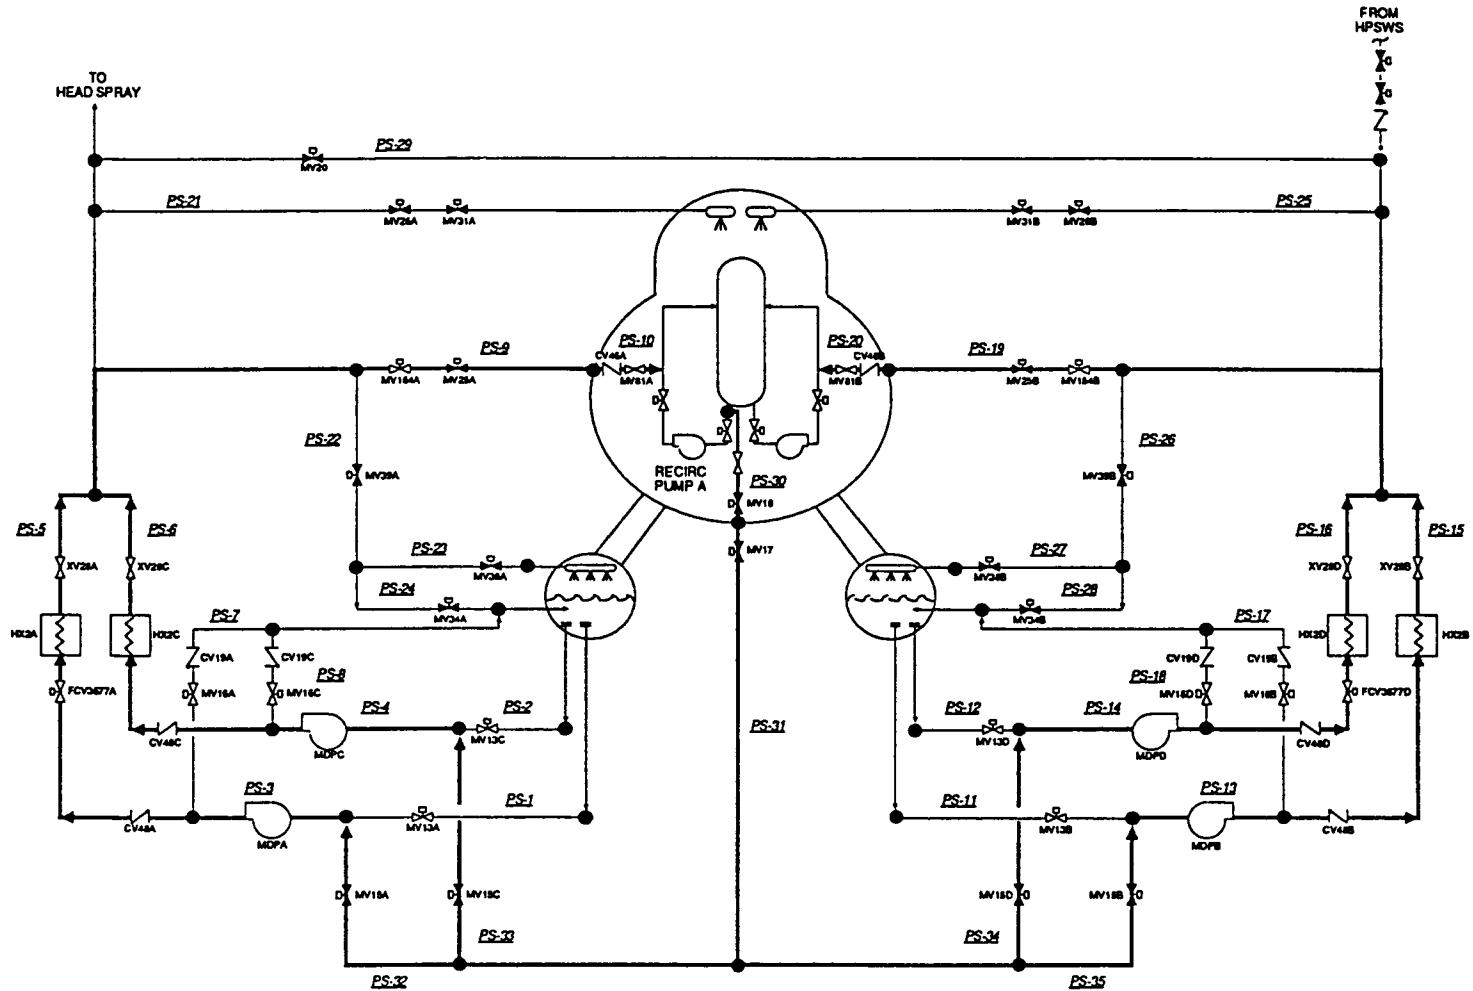 FROM
HPSWS
TO
HEAD SPRAY
PS-29
MV20
PS-21
PS-25
MV26A
MV31A
MV31B
MV26B
PS-10
PS-20
PS-9
PS-19
CV46A
CV46B
MV154A
MV25A
MV81A
MV81B
MV25B
MV154B
PS-22
PS-26
RECIRC
PUMP A
MV39A
MV39B
PS-30
MV18
PS-5
PS-6
PS-16
PS-15
PS-23
PS-27
MV17
XV28A
XV28C
MV38A
MV38B
XV28D
XV28B
PS-24
PS-28
PS-7
MV34A
MV34B
PS-17
HX2A
HX2C
HX2D
HX2B
CV19A
CV19C
CV19D
CV19B
PS-8
PS-18
FCV3677A
MV16A
MV16C
MV16D
MV16B
FCV3677D
PS-4
PS-2
PS-12
PS-14
PS-31
CV48C
MDPC
MV13C
MV13D
MDPD
CV48D
PS-3
PS-1
PS-11
PS-13
CV48A
MDPA
MV13A
MV13B
MDPB
CV48B
MV15A
MV15C
MV15D
MV15B
PS-33
PS-34
PS-32
PS-35